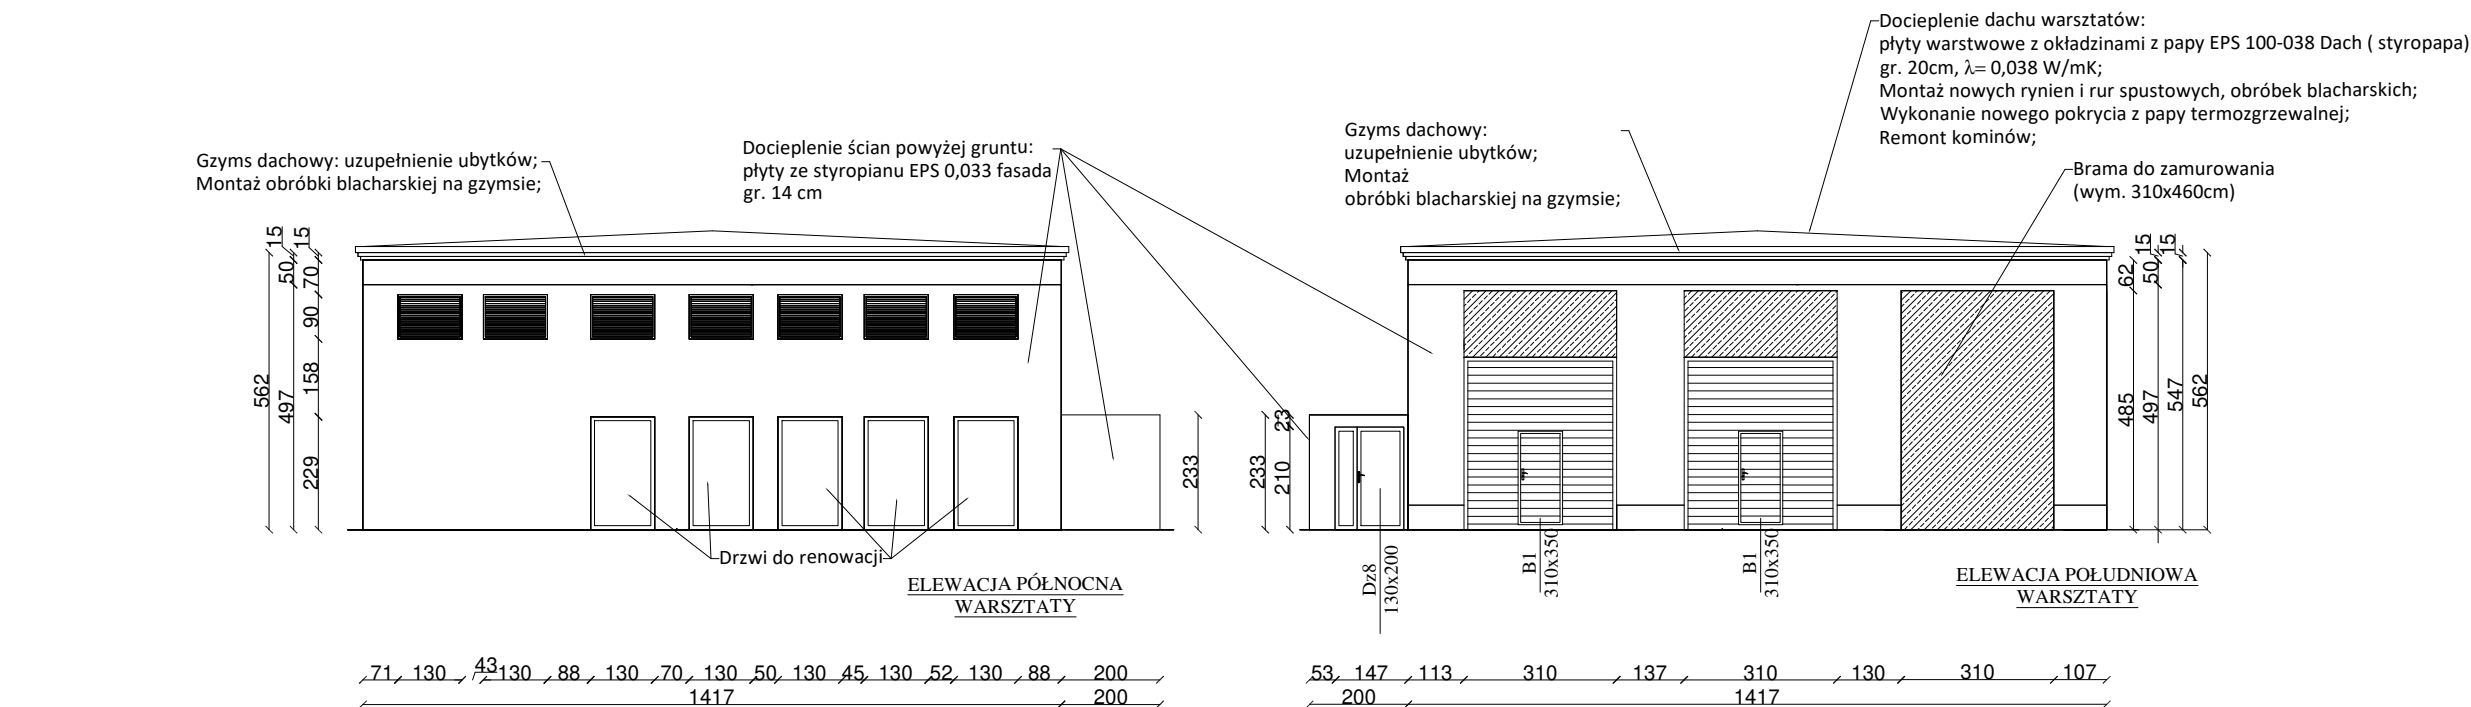 Docieplenie dachu warsztatów:
płyty warstwowe z okładzinami z papy EPS 100-038 Dach ( styropapa)
gr. 20cm, λ= 0,038 W/mK;
Montaż nowych rynien i rur spustowych, obróbek blacharskich;
Wykonanie nowego pokrycia z papy termozgrzewalnej;
Remont kominów;
Gzyms dachowy: uzupełnienie ubytków;
Montaż obróbki blacharskiej na gzymsie;
Docieplenie ścian powyżej gruntu:
płyty ze styropianu EPS 0,033 fasada
gr. 14 cm
Gzyms dachowy:
uzupełnienie ubytków;
Montaż
obróbki blacharskiej na gzymsie;
Brama do zamurowania
(wym. 310x460cm)
15
15
50
70
90
158
229
497
562
233
Drzwi do renowacji
ELEWACJA PÓŁNOCNA
WARSZTATY
71
130
43
130
88
130
70
130
50
130
45
130
52
130
88
200
1417
200
233
23
210
Dz8
130x200
B1
310x350
B1
310x350
15
15
62
50
485
497
547
562
ELEWACJA POŁUDNIOWA
WARSZTATY
53
147
113
310
137
310
130
310
107
200
1417